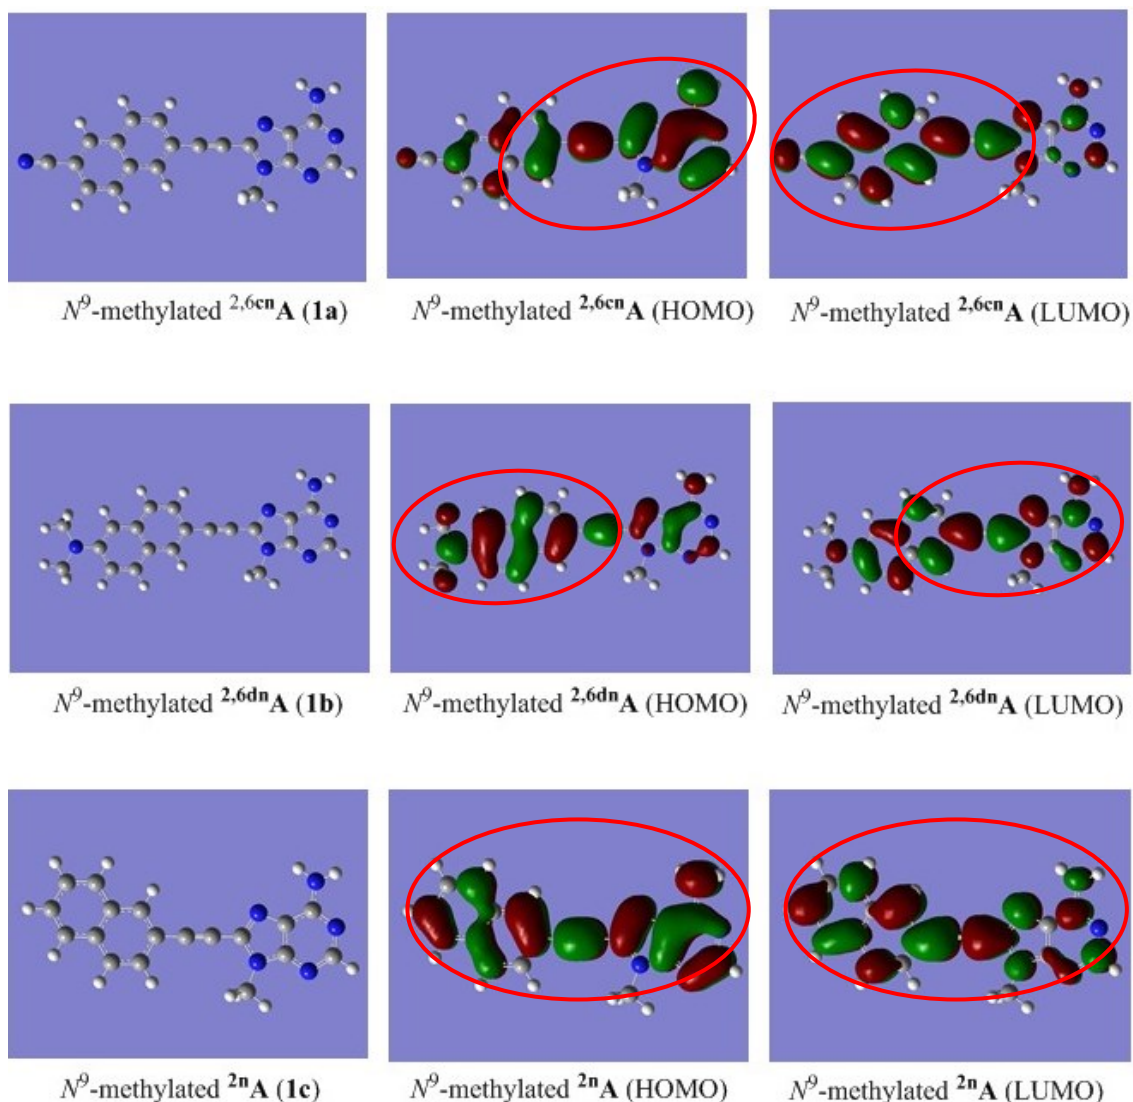 N⁹-methylated ²,⁶ᶜⁿA (1a)
N⁹-methylated ²,⁶ᶜⁿA (HOMO)
N⁹-methylated ²,⁶ᶜⁿA (LUMO)
N⁹-methylated ²,⁶ᵈⁿA (1b)
N⁹-methylated ²,⁶ᵈⁿA (HOMO)
N⁹-methylated ²,⁶ᵈⁿA (LUMO)
N⁹-methylated ²ⁿA (1c)
N⁹-methylated ²ⁿA (HOMO)
N⁹-methylated ²ⁿA (LUMO)